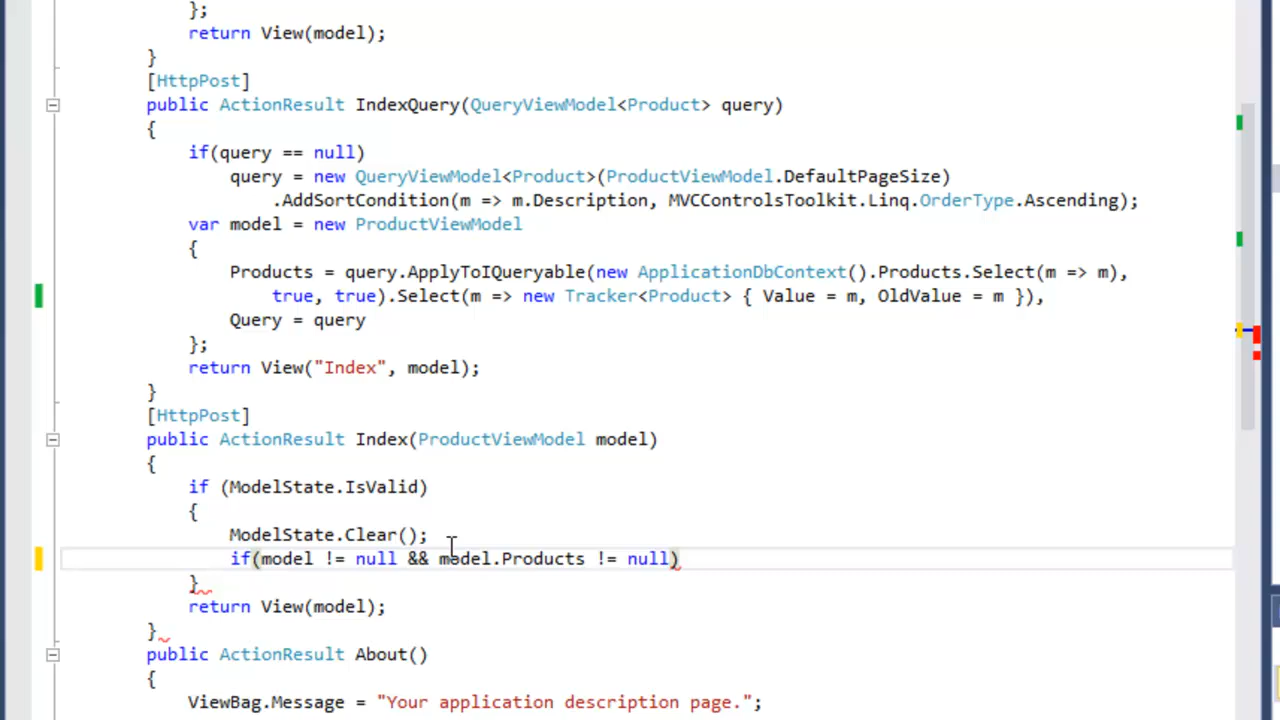 };
return View(model);
}
[HttpPost]
public ActionResult IndexQuery(QueryViewModel<Product> query)
{
if(query == null)
query = new QueryViewModel<Product>(ProductViewModel.DefaultPageSize)
.AddSortCondition(m => m.Description, MVCControlsToolkit.Linq.OrderType.Ascending);
var model = new ProductViewModel
{
Products = query.ApplyToIQueryable(new ApplicationDbContext().Products.Select(m => m),
true, true).Select(m => new Tracker<Product> { Value = m, OldValue = m }),
Query = query
};
return View("Index", model);
}
[HttpPost]
public ActionResult Index(ProductViewModel model)
{
if (ModelState.IsValid)
{
ModelState.Clear();
if(model != null && model.Products != null)
}
return View(model);
}
public ActionResult About()
{
ViewBag.Message = "Your application description page.";